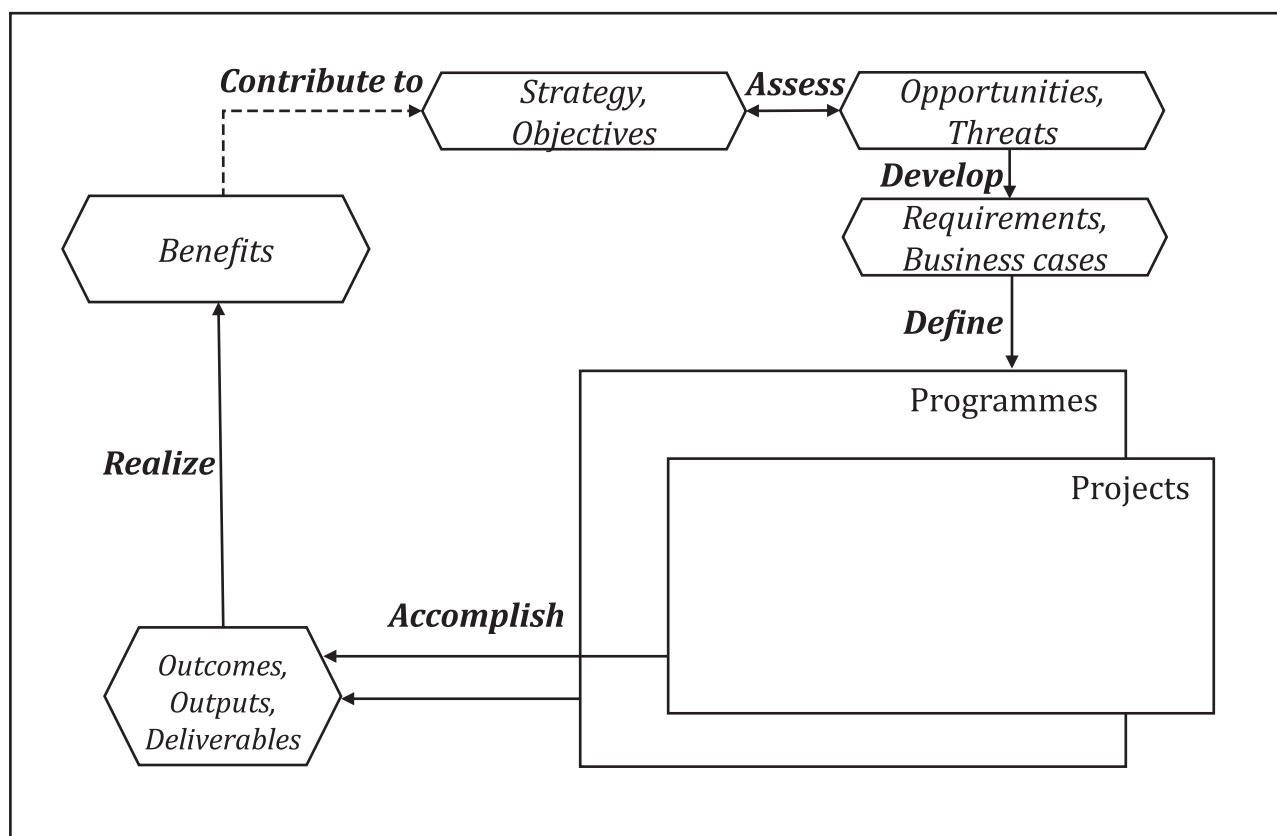 Contribute to
Strategy,
Objectives
Assess
Opportunities,
Threats
Develop
Requirements,
Business cases
Benefits
Define
Programmes
Projects
Realize
Accomplish
Outcomes,
Outputs,
Deliverables